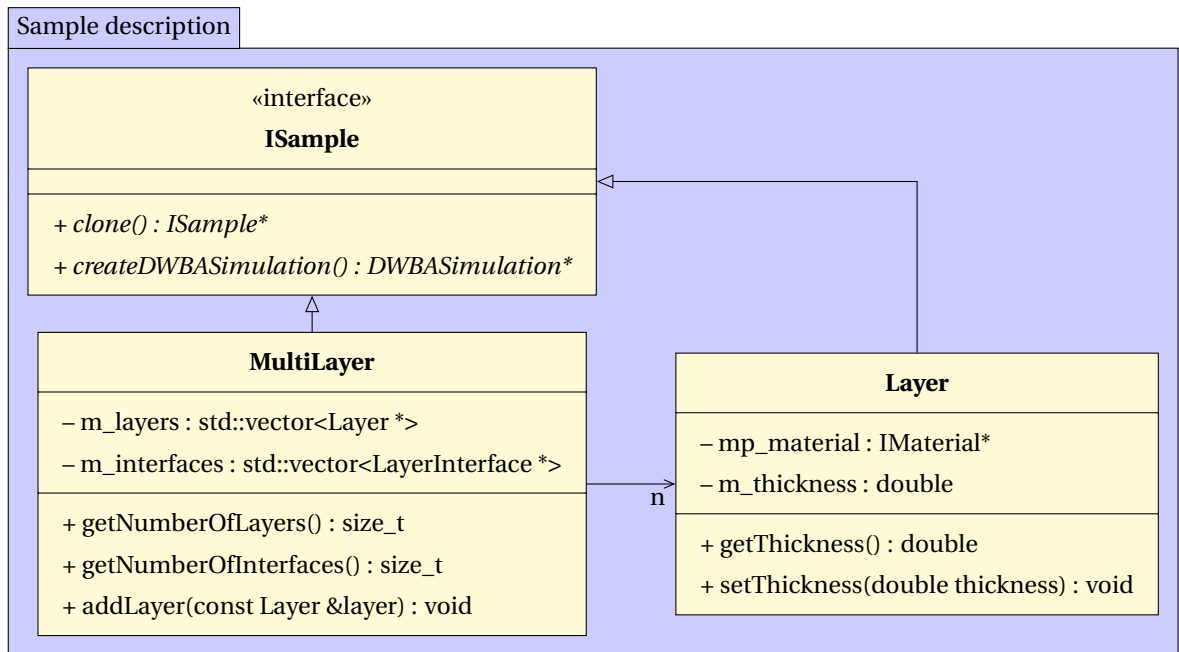 Sample description
«interface»
ISample
+ clone() : ISample*
+ createDWBASimulation() : DWBASimulation*
MultiLayer
– m_layers : std::vector<Layer *>
– m_interfaces : std::vector<LayerInterface *>
+ getNumberOfLayers() : size_t
+ getNumberOfInterfaces() : size_t
+ addLayer(const Layer &layer) : void
n
Layer
– mp_material : IMaterial*
– m_thickness : double
+ getThickness() : double
+ setThickness(double thickness) : void